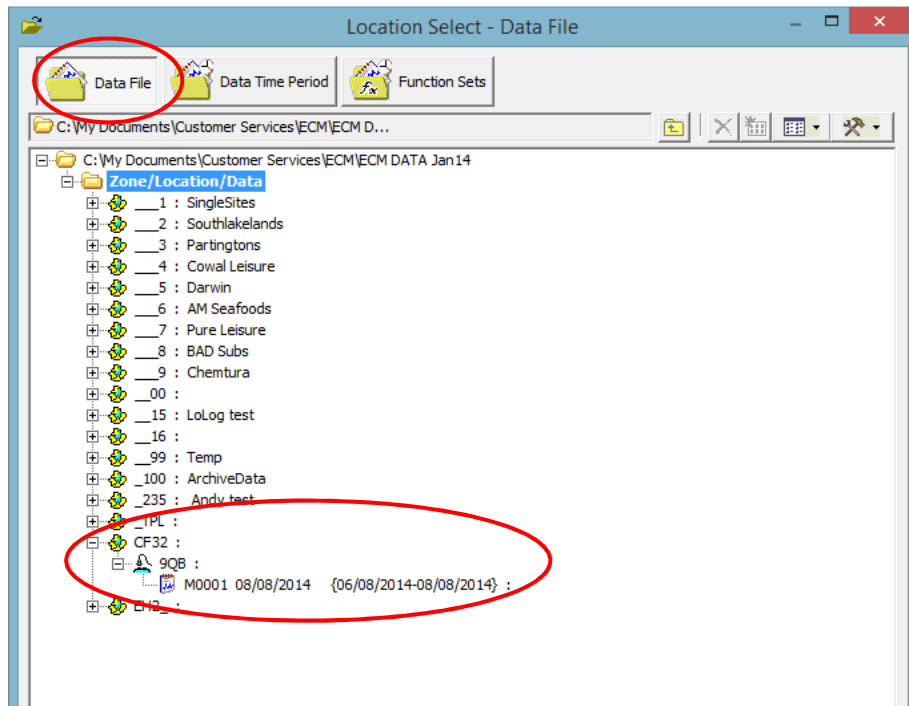 Location Select - Data File
Data File Data Time Period Function Sets
C:\My Documents\Customer Services\ECM\ECM D...
C:\My Documents\Customer Services\ECM\ECM DATA Jan14
Zone/Location/Data
___1 : SingleSites
___2 : Southlakelands
___3 : Partingtons
___4 : Cowal Leisure
___5 : Darwin
___6 : AM Seafoods
___7 : Pure Leisure
___8 : BAD Subs
___9 : Chemtura
__00 :
__15 : LoLog test
__16 :
__99 : Temp
_100 : ArchiveData
_235 : Andy test
_TPL :
CF32 :
9QB :
M0001 08/08/2014 {06/08/2014-08/08/2014} :
EH2_ :